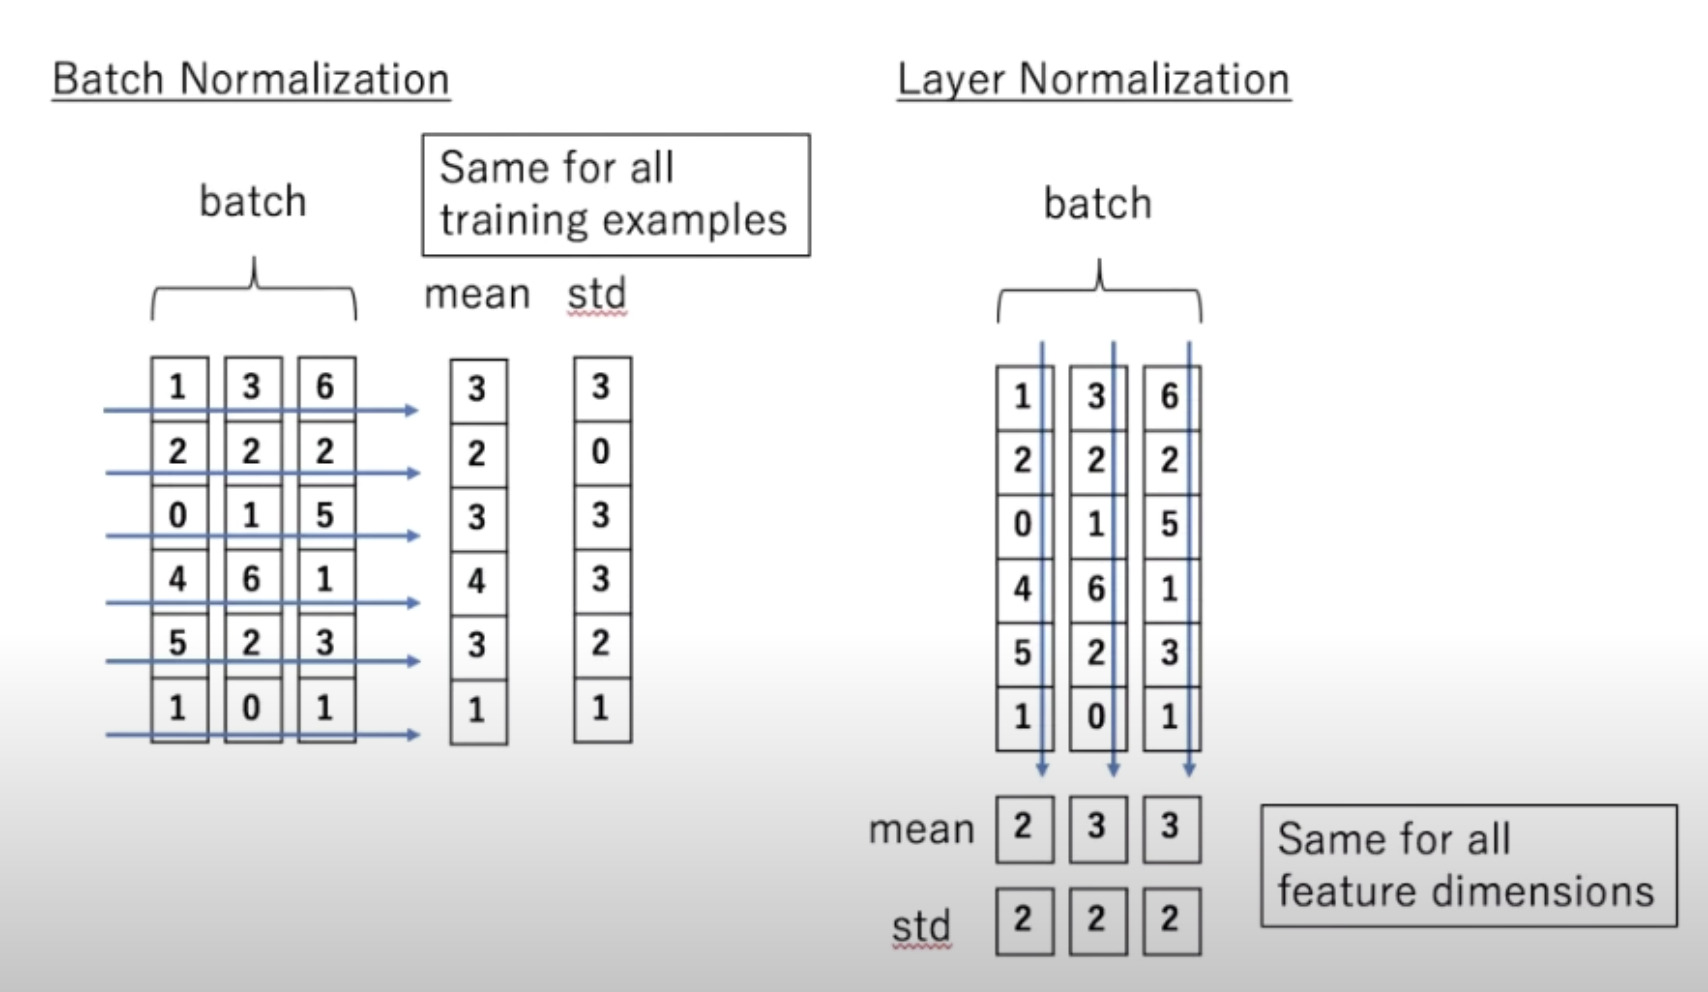 Batch Normalization
Same for all
training examples
batch
mean std
1 3 6 3 3
2 2 2 2 0
0 1 5 3 3
4 6 1 4 3
5 2 3 3 2
1 0 1 1 1
Layer Normalization
batch
1 3 6
2 2 2
0 1 5
4 6 1
5 2 3
1 0 1
mean 2 3 3
std 2 2 2
Same for all
feature dimensions